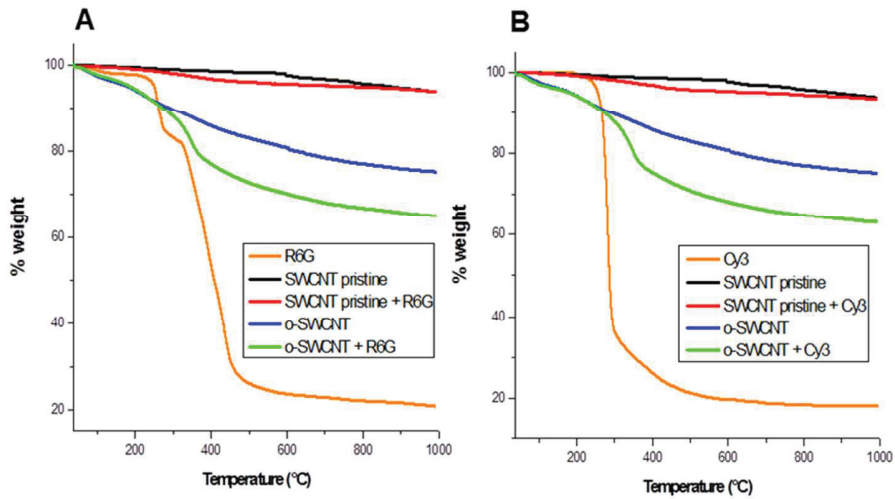 A
100
80
60
40
20
% weight
R6G
SWCNT pristine
SWCNT pristine + R6G
o-SWCNT
o-SWCNT + R6G
200 400 600 800 1000
Temperature (°C)
B
100
80
60
40
20
% weight
Cy3
SWCNT pristine
SWCNT pristine + Cy3
o-SWCNT
o-SWCNT + Cy3
200 400 600 800 1000
Temperature (°C)